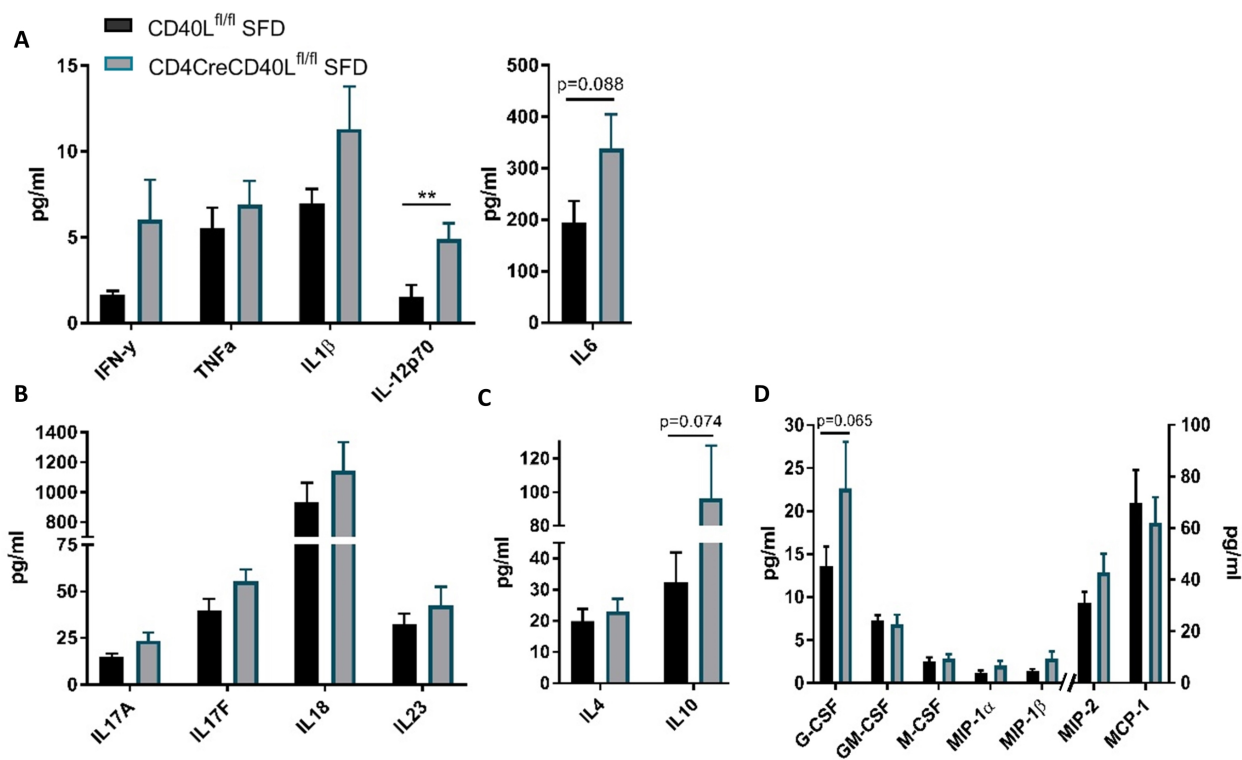 A
CD40Lfl/fl SFD
CD4CreCD40Lfl/fl SFD
pg/ml
15
10
5
0
**
IFN-y
TNFa
IL1β
IL-12p70
pg/ml
500
400
300
200
100
0
p=0.088
IL6
B
pg/ml
1400
1200
1000
800
75
50
25
0
IL17A
IL17F
IL18
IL23
C
pg/ml
120
100
80
40
30
20
10
0
p=0.074
IL4
IL10
D
pg/ml
30
25
20
15
10
5
0
p=0.065
G-CSF
GM-CSF
M-CSF
MIP-1α
MIP-1β
MIP-2
MCP-1
100
80
60
40
20
0
pg/ml